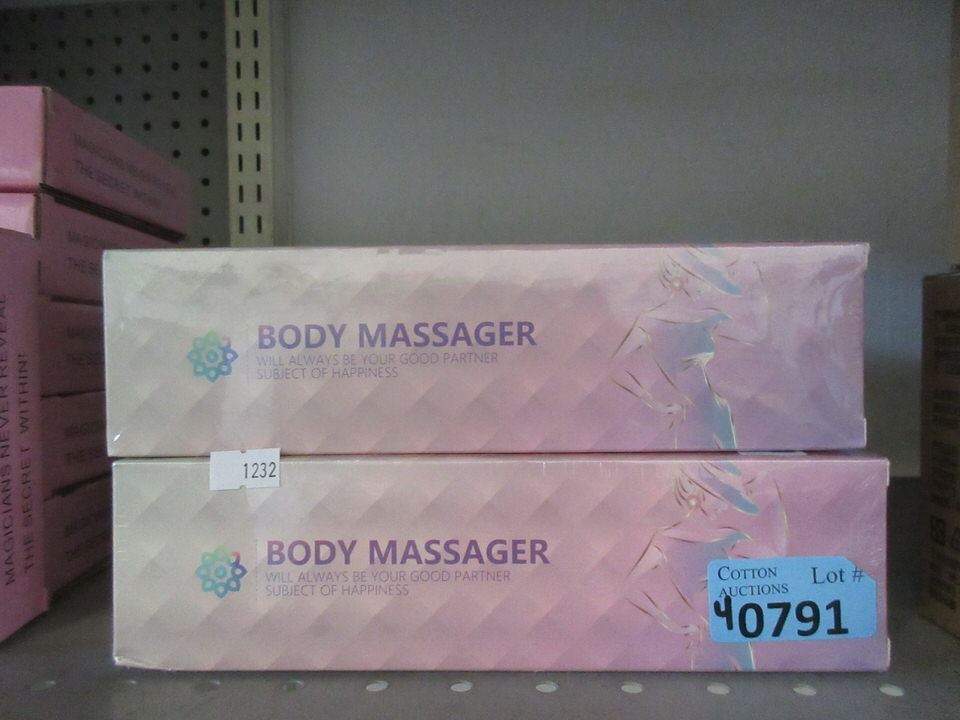 BODY MASSAGER
WILL ALWAYS BE YOUR GOOD PARTNER
SUBJECT OF HAPPINESS
1232
BODY MASSAGER
WILL ALWAYS BE YOUR GOOD PARTNER
SUBJECT OF HAPPINESS
COTTON
AUCTIONS
Lot #
40791
MAGICIANS NEVER REVEAL
THE SECRET WITHIN!